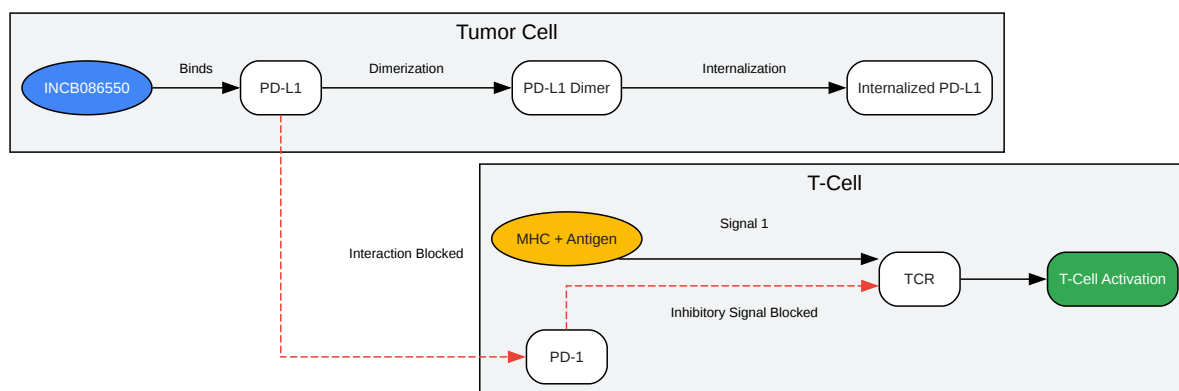 Tumor Cell
INCB086550
Binds
PD-L1
Dimerization
PD-L1 Dimer
Internalization
Internalized PD-L1
T-Cell
Interaction Blocked
MHC + Antigen
Signal 1
TCR
T-Cell Activation
Inhibitory Signal Blocked
PD-1